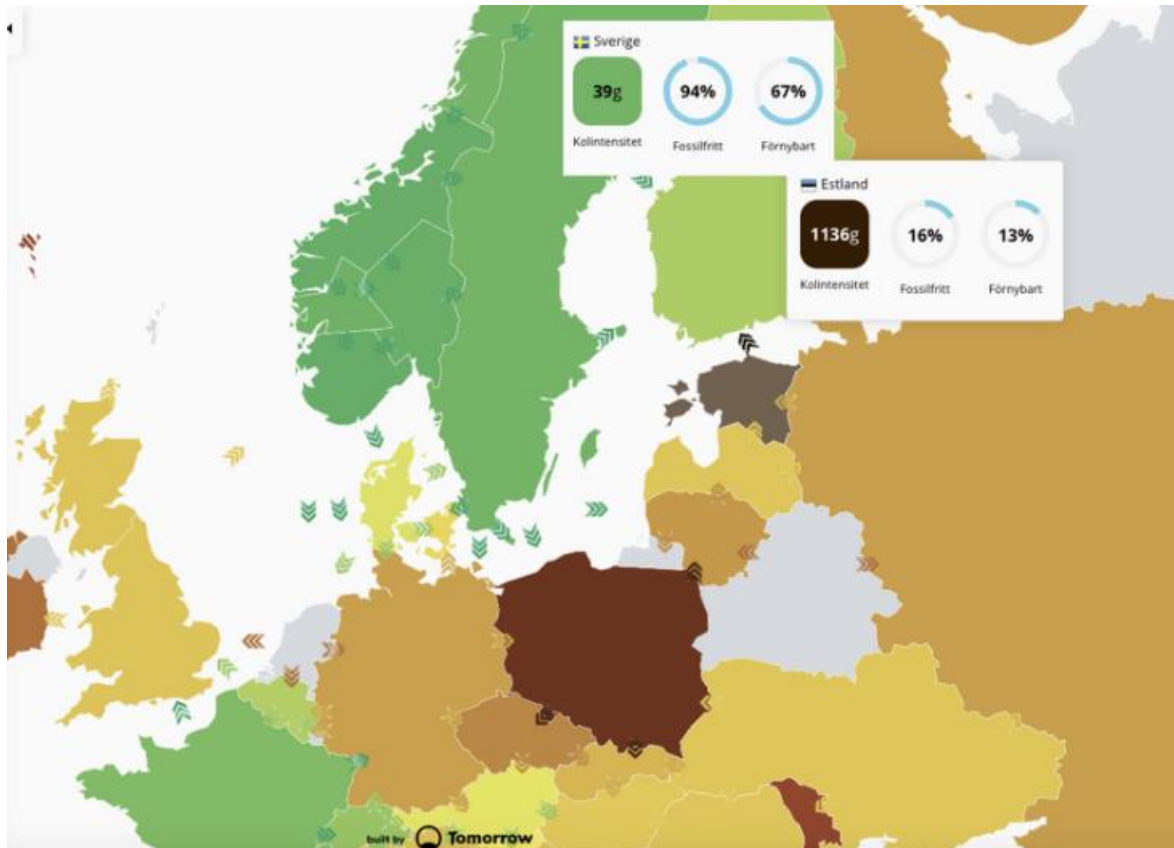 Sverige
39g 94% 67%
Kolintensitet Fossilfritt Förnybart
Estland
1136g 16% 13%
Kolintensitet Fossilfritt Förnybart
built by Tomorrow